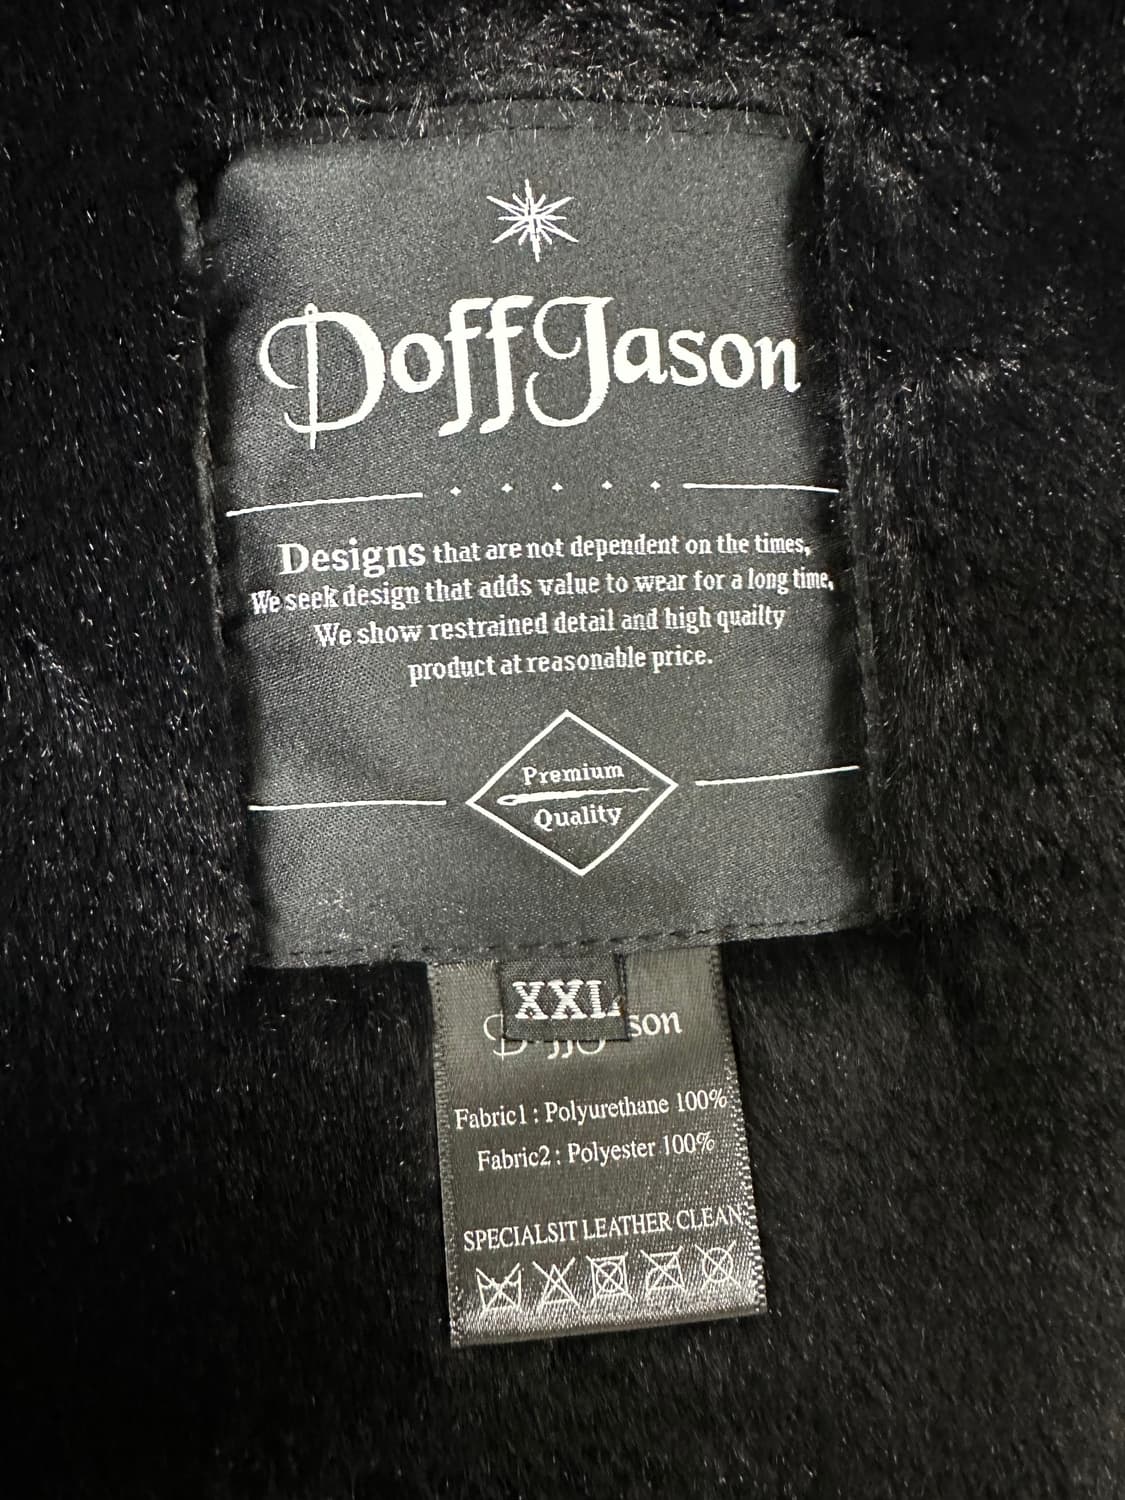 DoffJason
Designs that are not dependent on the times,
We seek design that adds value to wear for a long time,
We show restrained detail and high quailty
product at reasonable price.
Premium
Quality
XXL
son
Fabric1 : Polyurethane 100%
Fabric2 : Polyester 100%
SPECIALSIT LEATHER CLEAN